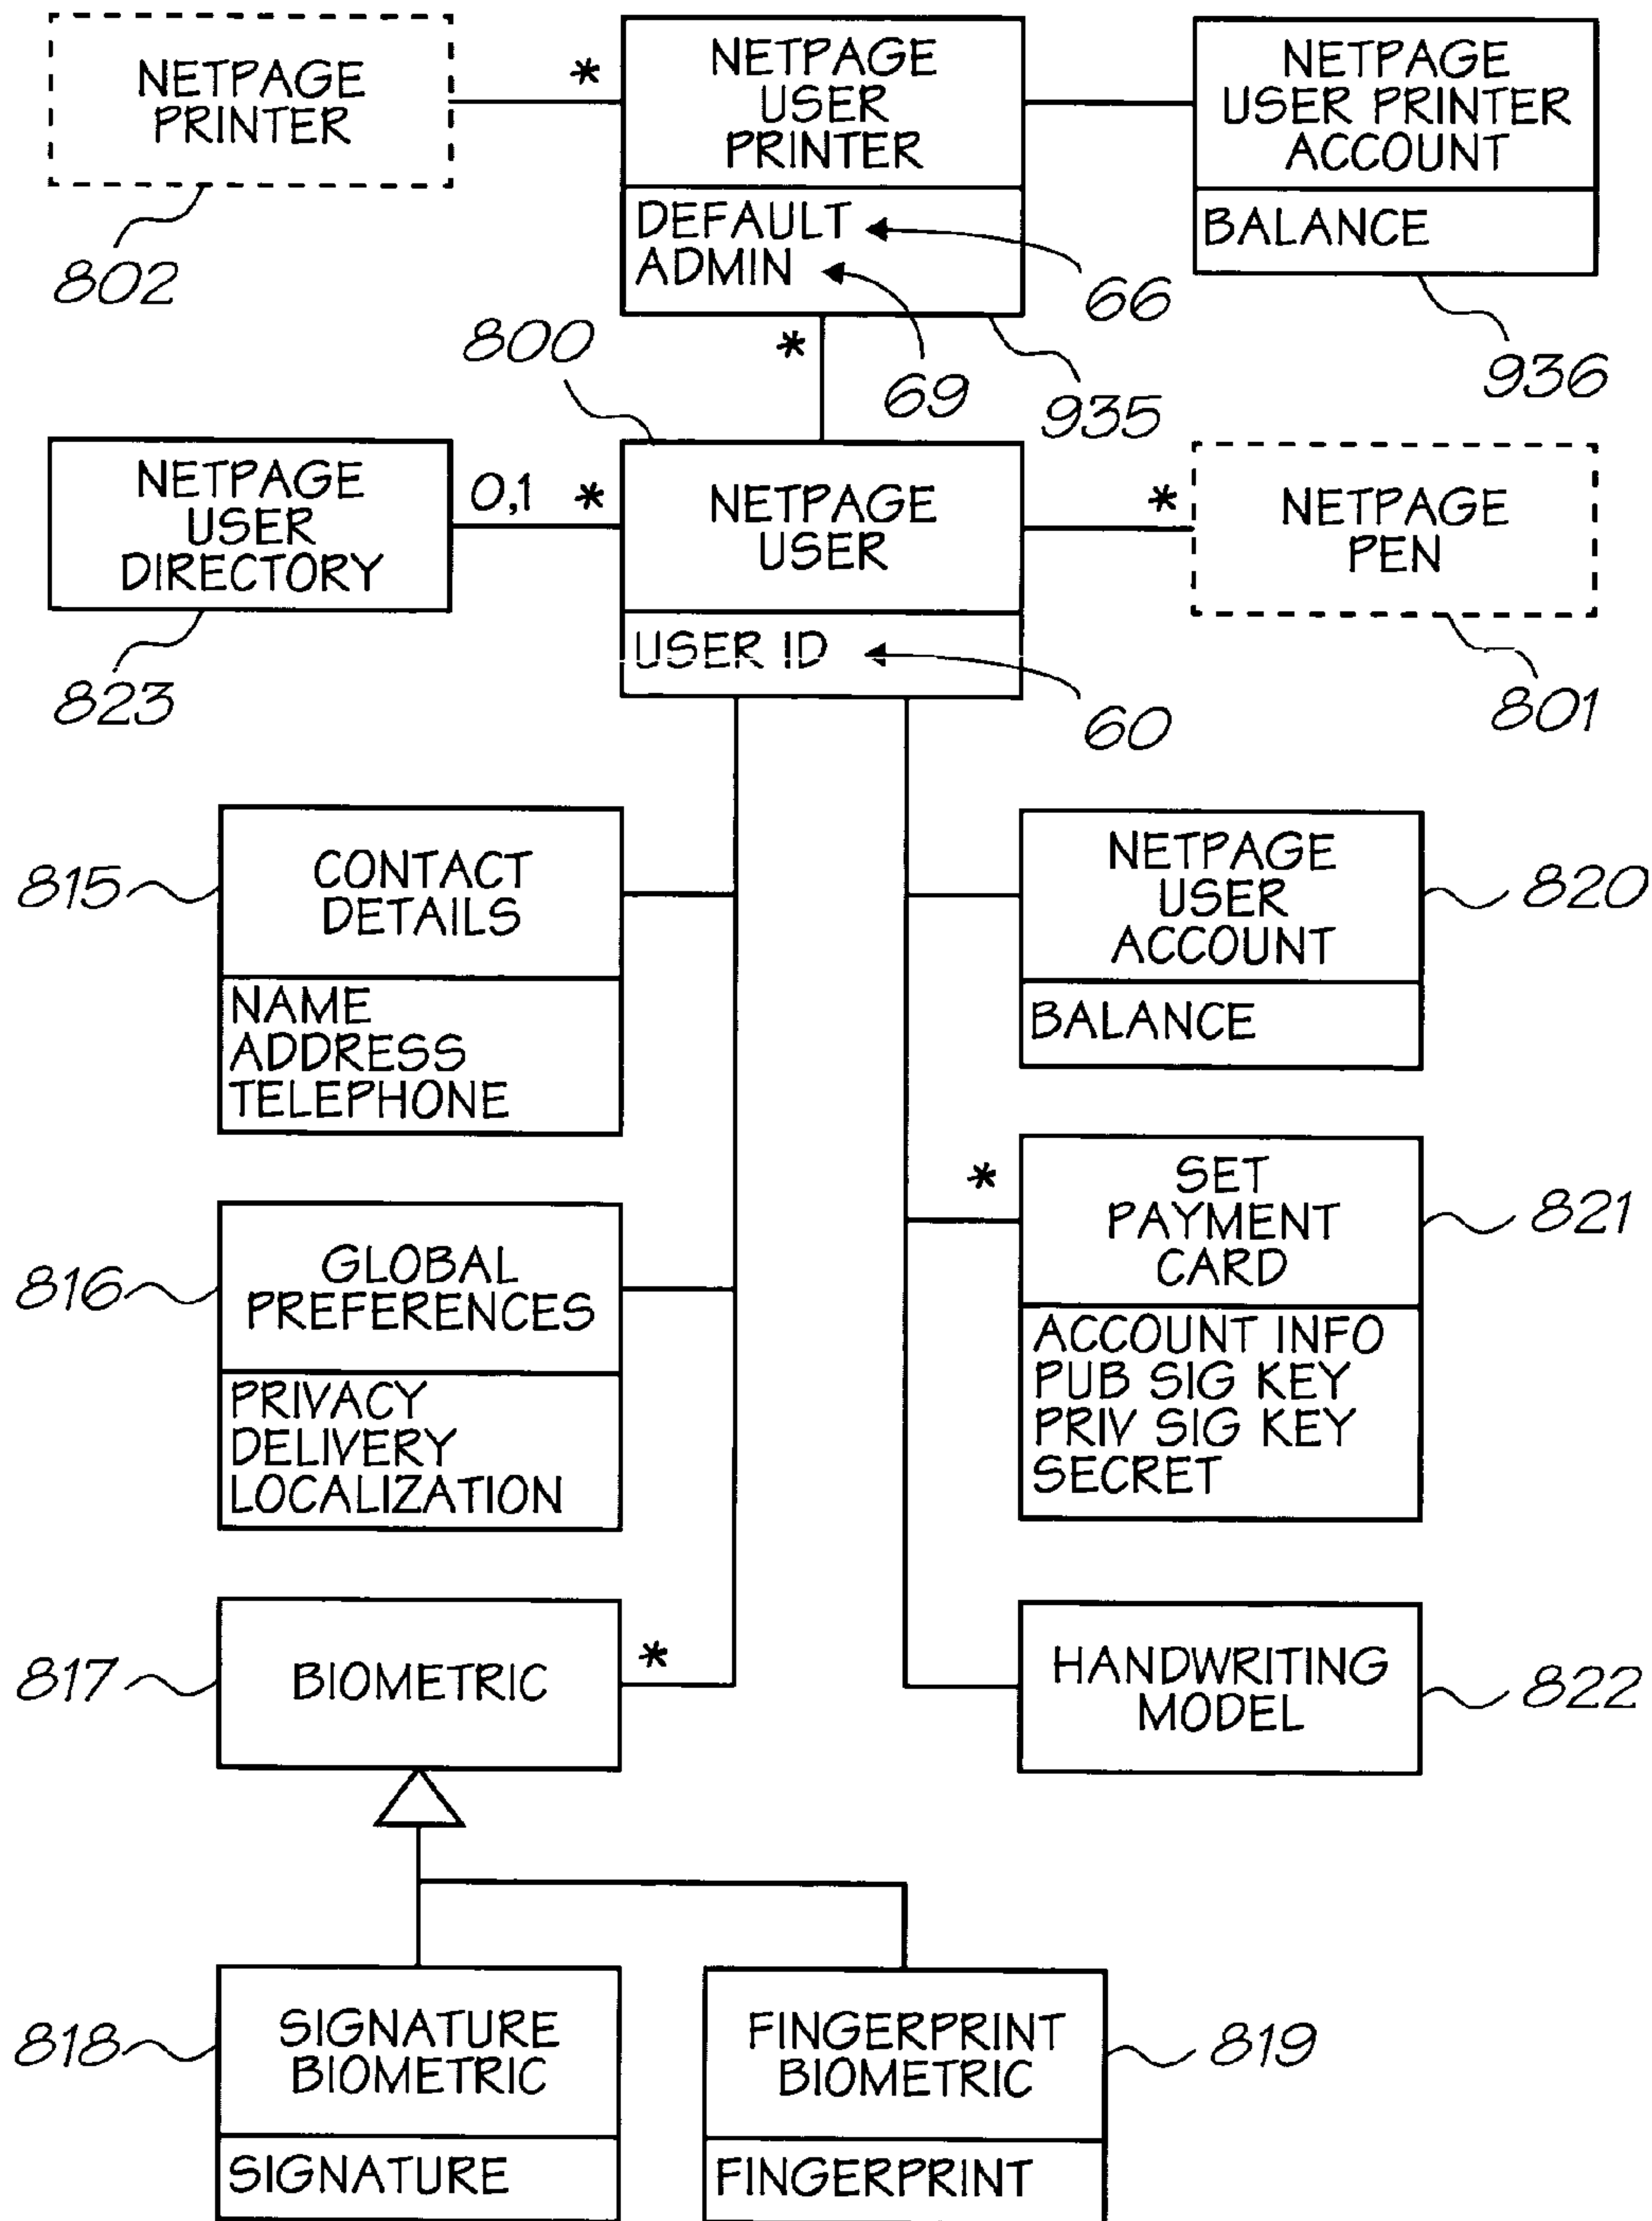 NETPAGE
PRINTER
802
*
NETPAGE
USER
PRINTER
DEFAULT
ADMIN
66
69
935
*
NETPAGE
USER PRINTER
ACCOUNT
BALANCE
936
800
NETPAGE
USER
DIRECTORY
823
0,1 *
NETPAGE
USER
USER ID
60
*
NETPAGE
PEN
801
815
CONTACT
DETAILS
NAME
ADDRESS
TELEPHONE
NETPAGE
USER
ACCOUNT
BALANCE
820
816
GLOBAL
PREFERENCES
PRIVACY
DELIVERY
LOCALIZATION
*
SET
PAYMENT
CARD
ACCOUNT INFO
PUB SIG KEY
PRIV SIG KEY
SECRET
821
817
BIOMETRIC
*
HANDWRITING
MODEL
822
818
SIGNATURE
BIOMETRIC
SIGNATURE
FINGERPRINT
BIOMETRIC
FINGERPRINT
819